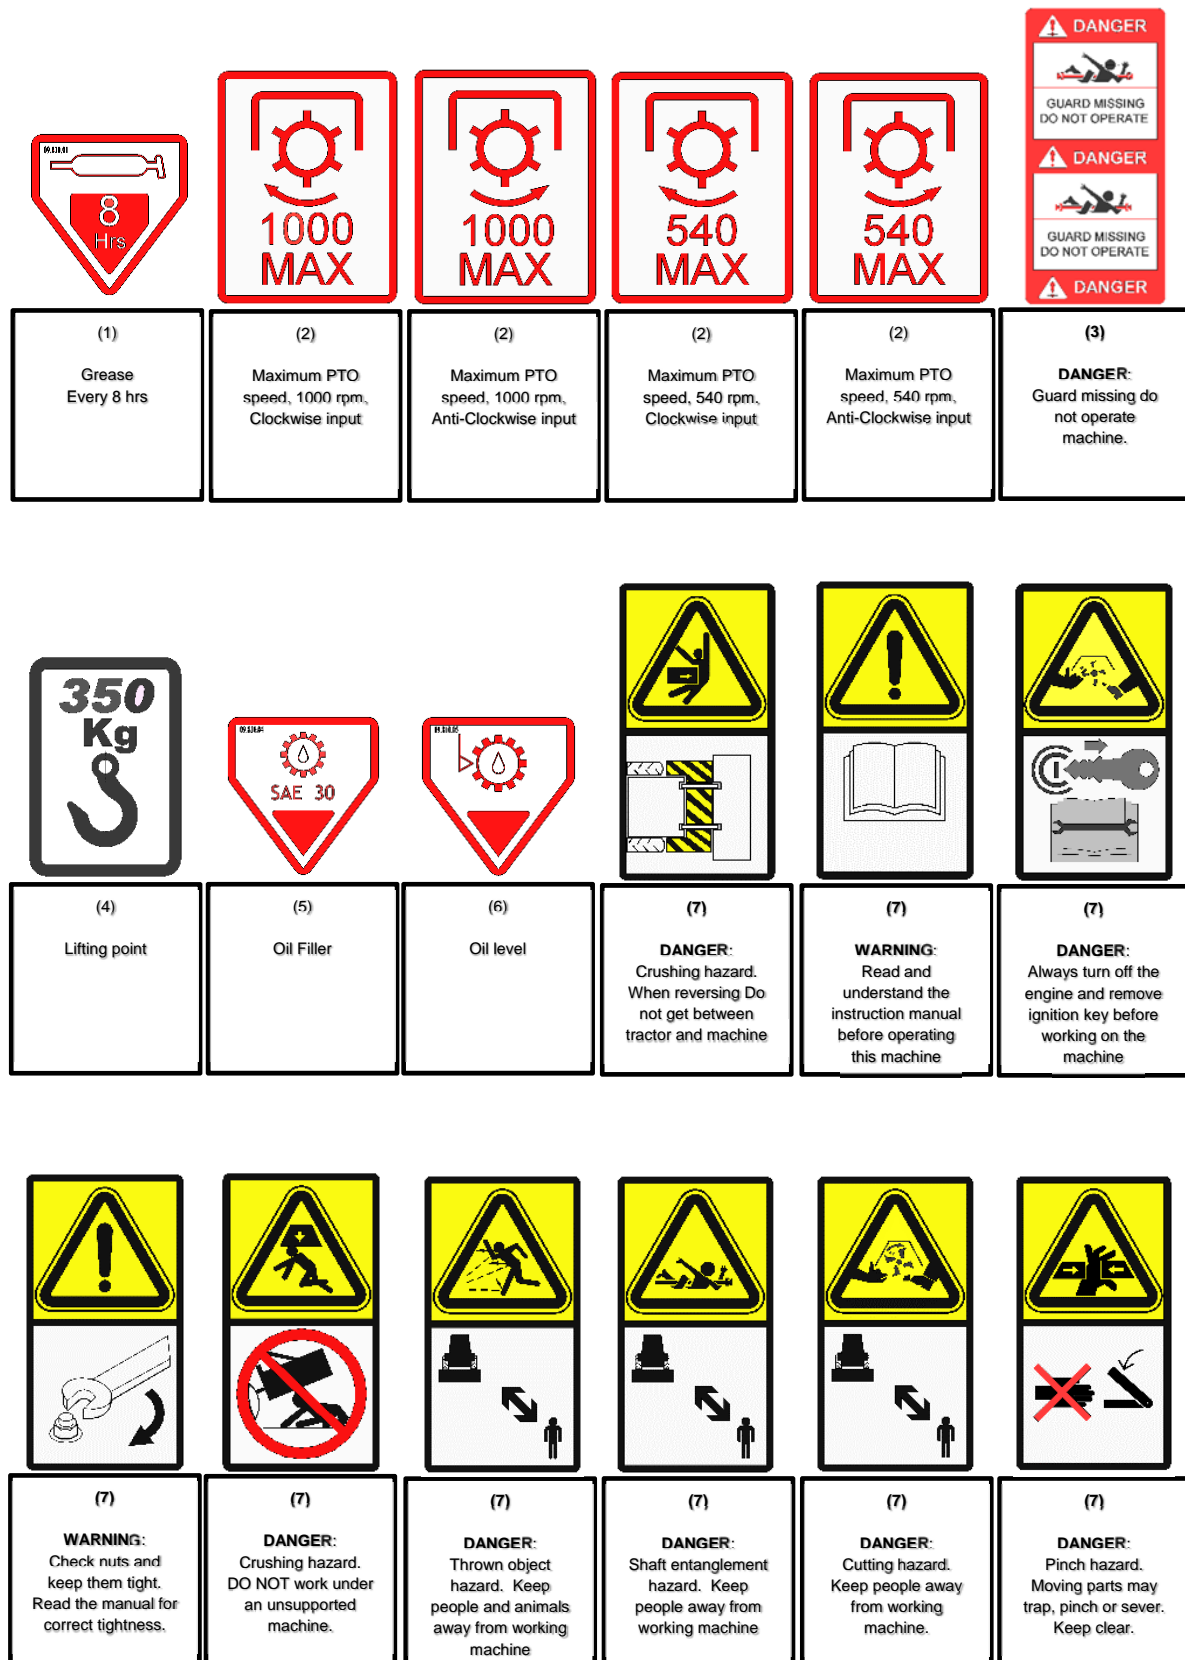 DANGER
GUARD MISSING
DO NOT OPERATE
DANGER
GUARD MISSING
DO NOT OPERATE
DANGER
8
Hrs
1000
MAX
1000
MAX
540
MAX
540
MAX
(1)
Grease
Every 8 hrs
(2)
Maximum PTO
speed, 1000 rpm,
Clockwise input
(2)
Maximum PTO
speed, 1000 rpm,
Anti-Clockwise input
(2)
Maximum PTO
speed, 540 rpm,
Clockwise input
(2)
Maximum PTO
speed, 540 rpm,
Anti-Clockwise input
(3)
DANGER:
Guard missing do
not operate
machine.
350
Kg
SAE 30
(4)
Lifting point
(5)
Oil Filler
(6)
Oil level
(7)
DANGER:
Crushing hazard.
When reversing Do
not get between
tractor and machine
(7)
WARNING:
Read and
understand the
instruction manual
before operating
this machine
(7)
DANGER:
Always turn off the
engine and remove
ignition key before
working on the
machine
(7)
WARNING:
Check nuts and
keep them tight.
Read the manual for
correct tightness.
(7)
DANGER:
Crushing hazard.
DO NOT work under
an unsupported
machine.
(7)
DANGER:
Thrown object
hazard. Keep
people and animals
away from working
machine
(7)
DANGER:
Shaft entanglement
hazard. Keep
people away from
working machine
(7)
DANGER:
Cutting hazard.
Keep people away
from working
machine.
(7)
DANGER:
Pinch hazard.
Moving parts may
trap, pinch or sever.
Keep clear.